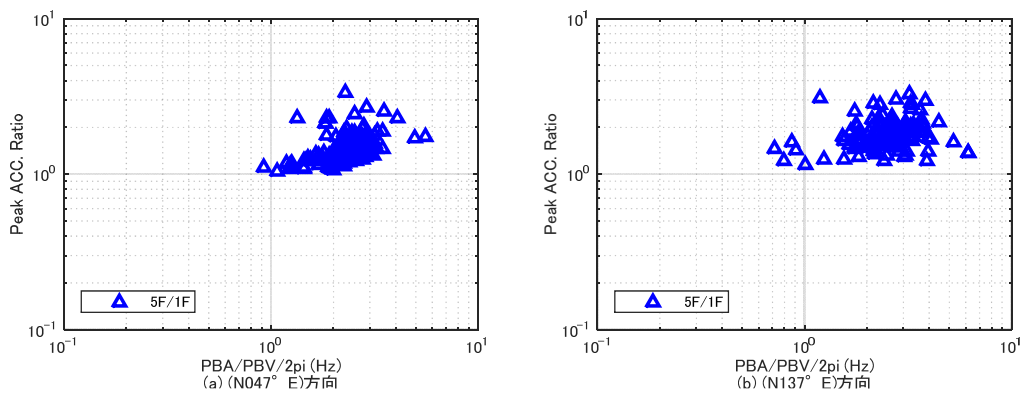 10^1
10^0
10^-1
Peak ACC. Ratio
5F/1F
10^-1
10^0
10^1
PBA/PBV/2pi (Hz)
(a) (N047° E)方向
10^1
10^0
10^-1
Peak ACC. Ratio
5F/1F
10^-1
10^0
10^1
PBA/PBV/2pi (Hz)
(b) (N137° E)方向